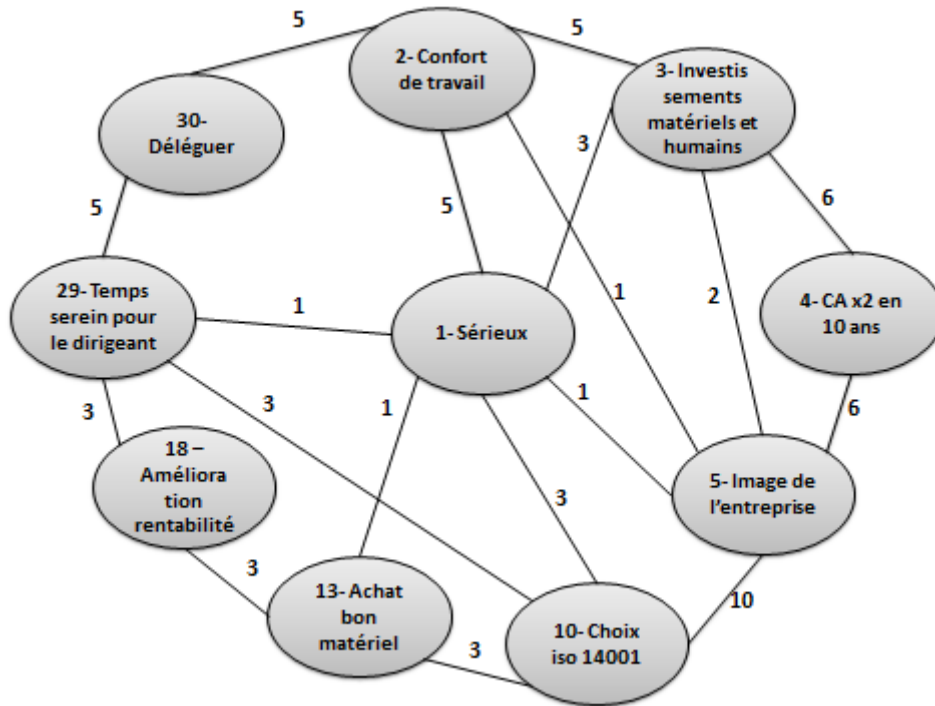 5
5
2- Confort
de travail
3- Investis
sements
matériels et
humains
30-
Déléguer
3
5
5
6
29- Temps
serein pour
le dirigeant
1
1
2
4- CA x2 en
10 ans
1- Sérieux
3
3
1
1
6
18 –
Améliora
tion
rentabilité
5- Image de
l'entreprise
3
3
13- Achat
bon
matériel
10
10- Choix
iso 14001
3